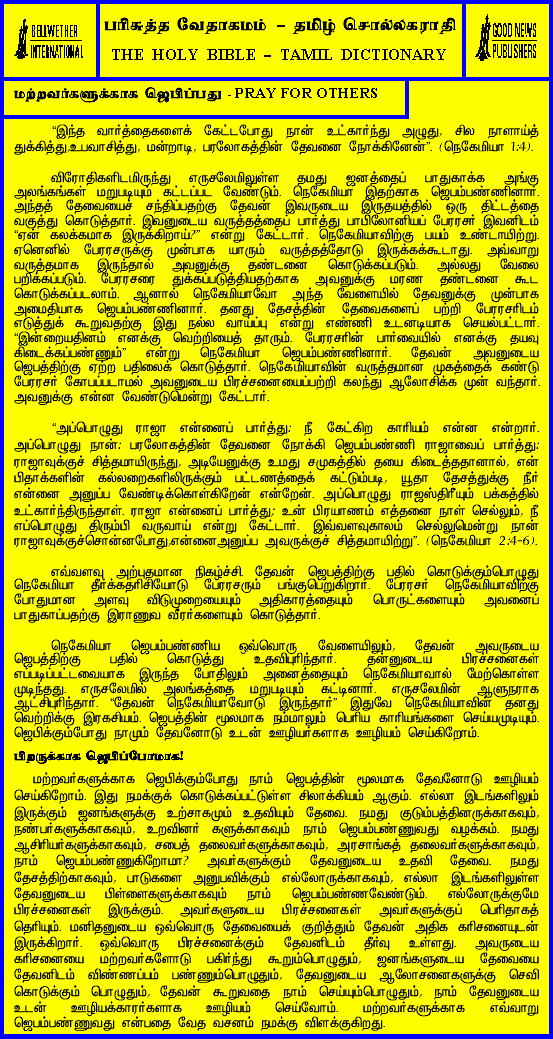 BELLWETHER
INTERNATIONAL
பரிசுத்த வேதாகமம் – தமிழ் சொல்லகராதி
THE HOLY BIBLE – TAMIL DICTIONARY
GOOD NEWS
PUBLISHERS
மற்றவர்களுக்காக ஜெபிப்பது - PRAY FOR OTHERS
“இந்த வார்த்தைகளைக் கேட்டபோது நான் உட்கார்ந்து அழுது, சில நாளாய்த்
துக்கித்து,உபவாசித்து, மன்றாடி, பரலோகத்தின் தேவனை நோக்கினேன்”. (நெகேமியா 1:4).
விரோதிகளிடமிருந்து எருசலேமிலுள்ள தமது ஜனத்தைப் பாதுகாக்க அங்கு
அலங்கங்கள் மறுபடியும் கட்டப்பட வேண்டும். நெகேமியா இதற்காக ஜெபம்பண்ணினார்.
அந்தத் தேவையைச் சந்திப்பதற்கு தேவன் இவருடைய இருதயத்தில் ஒரு திட்டத்தை
வகுத்து கொடுத்தார். இவனுடைய வருத்தத்தைப் பார்த்து பாபிலோனியப் பேரரசர் இவனிடம்
“ஏன் கலக்கமாக இருக்கிறாய்?” என்று கேட்டார். நெகேமியாவிற்கு பயம் உண்டாயிற்று.
ஏனெனில் பேரரசருக்கு முன்பாக யாரும் வருத்தத்தோடு இருக்கக்கூடாது. அவ்வாறு
வருத்தமாக இருந்தால் அவனுக்கு தண்டனை கொடுக்கப்படும். அல்லது வேலை
பறிக்கப்படும். பேரரசரை துக்கப்படுத்தியதற்காக அவனுக்கு மரண தண்டனை கூட
கொடுக்கப்படலாம். ஆனால் நெகேமியாவோ அந்த வேளையில் தேவனுக்கு முன்பாக
அமைதியாக ஜெபம்பண்ணினார். தனது தேசத்தின் தேவைகளைப் பற்றி பேரரசரிடம்
எடுத்துக் கூறுவதற்கு இது நல்ல வாய்ப்பு என்று எண்ணி உடனடியாக செயல்பட்டார்.
“இன்றையதினம் எனக்கு வெற்றியைத் தாரும். பேரரசரின் பார்வையில் எனக்கு தயவு
கிடைக்கப்பண்ணும்” என்று நெகேமியா ஜெபம்பண்ணினார். தேவன் அவனுடைய
ஜெபத்திற்கு ஏற்ற பதிலைக் கொடுத்தார். நெகேமியாவின் வருத்தமான முகத்தைக் கண்டு
பேரரசர் கோபப்படாமல் அவனுடைய பிரச்சனையைப்பற்றி கலந்து ஆலோசிக்க முன் வந்தார்.
அவனுக்கு என்ன வேண்டுமென்று கேட்டார்.
“அப்பொழுது ராஜா என்னைப் பார்த்து: நீ கேட்கிற காரியம் என்ன என்றார்.
அப்பொழுது நான்: பரலோகத்தின் தேவனை நோக்கி ஜெபம்பண்ணி ராஜாவைப் பார்த்து:
ராஜாவுக்குச் சித்தமாயிருந்து, அடியேனுக்கு உமது சமுகத்தில் தயை கிடைத்ததானால், என்
பிதாக்களின் கல்லறைகளிலிருக்கும் பட்டணத்தைக் கட்டும்படி, யூதா தேசத்துக்கு நீர்
என்னை அனுப்ப வேண்டிக்கொள்கிறேன் என்றேன். அப்பொழுது ராஜஸ்திரீயும் பக்கத்தில்
உட்கார்ந்திருந்தாள். ராஜா என்னைப் பார்த்து: உன் பிரயாணம் எத்தனை நாள் செல்லும், நீ
எப்பொழுது திரும்பி வருவாய் என்று கேட்டார். இவ்வளவுகாலம் செல்லுமென்று நான்
ராஜாவுக்குச்சொன்னபோது,என்னைஅனுப்ப அவருக்குச் சித்தமாயிற்று”. (நெகேமியா 2:4-6).
எவ்வளவு அற்புதமான நிகழ்ச்சி. தேவன் ஜெபத்திற்கு பதில் கொடுக்கும்பொழுது
நெகேமியா தீர்க்கதரிசியோடு பேரரசரும் பங்குபெறுகிறார். பேரரசர் நெகேமியாவிற்கு
போதுமான அளவு விடுமுறையையும் அதிகாரத்தையும் பொருட்களையும் அவனைப்
பாதுகாப்பதற்கு இராணுவ வீரர்களையும் கொடுத்தார்.
நெகேமியா ஜெபம்பண்ணிய ஒவ்வொரு வேளையிலும், தேவன் அவருடைய
ஜெபத்திற்கு பதில் கொடுத்து உதவிபுரிந்தார். தன்னுடைய பிரச்சனைகள்
எப்படிப்பட்டவையாக இருந்த போதிலும் அனைத்தையும் நெகேமியாவால் மேற்கொள்ள
முடிந்தது. எருசலேமில் அலங்கத்தை மறுபடியும் கட்டினார். எருசலேமின் ஆளுநராக
ஆட்சிபுரிந்தார். “தேவன் நெகேமியாவோடு இருந்தார்” இதுவே நெகேமியாவின் தனது
வெற்றிக்கு இரகசியம். ஜெபத்தின் மூலமாக நம்மாலும் பெரிய காரியங்களை செய்யமுடியும்.
ஜெபிக்கும்போது நாமும் தேவனோடு உடன் ஊழியர்களாக ஊழியம் செய்கிறோம்.
பிறருக்காக ஜெபிப்போமாக!
மற்றவர்களுக்காக ஜெபிக்கும்போது நாம் ஜெபத்தின் மூலமாக தேவனோடு ஊழியம்
செய்கிறோம். இது நமக்குக் கொடுக்கப்பட்டுள்ள சிலாக்கியம் ஆகும். எல்லா இடங்களிலும்
இருக்கும் ஜனங்களுக்கு உற்சாகமும் உதவியும் தேவை. நமது குடும்பத்தினருக்காகவும்,
நண்பர்களுக்காகவும், உறவினர் களுக்காகவும் நாம் ஜெபம்பண்ணுவது வழக்கம். நமது
ஆசிரியர்களுக்காகவும், சபைத் தலைவர்களுக்காகவும், அரசாங்கத் தலைவர்களுக்காகவும்,
நாம் ஜெபம்பண்ணுகிறோமா? அவர்களுக்கும் தேவனுடைய உதவி தேவை. நமது
தேசத்திற்காகவும், பாடுகளை அனுபவிக்கும் எல்லோருக்காகவும், எல்லா இடங்களிலுள்ள
தேவனுடைய பிள்ளைகளுக்காகவும் நாம் ஜெபம்பண்ணவேண்டும். எல்லோருக்குமே
பிரச்சனைகள் இருக்கும். அவர்களுடைய பிரச்சனைகள் அவர்களுக்குப் பெரிதாகத்
தெரியும். மனிதனுடைய ஒவ்வொரு தேவையைக் குறித்தும் தேவன் அதிக கரிசனையுடன்
இருக்கிறார். ஒவ்வொரு பிரச்சனைக்கும் தேவனிடம் தீர்வு உள்ளது. அவருடைய
கரிசனையை மற்றவர்களோடு பகிர்ந்து கூறும்பொழுதும், ஜனங்களுடைய தேவையை
தேவனிடம் விண்ணப்பம் பண்ணும்பொழுதும், தேவனுடைய ஆலோசனைகளுக்கு செவி
கொடுக்கும் பொழுதும், தேவன் கூறுவதை நாம் செய்யும்பொழுதும், நாம் தேவனுடைய
உடன் ஊழியக்காரர்களாக ஊழியம் செய்வோம். மற்றவர்களுக்காக எவ்வாறு
ஜெபம்பண்ணுவது என்பதை வேத வசனம் நமக்கு விளக்குகிறது.